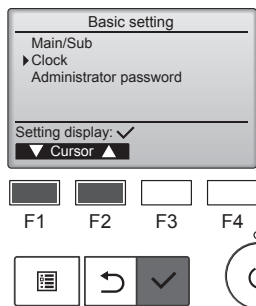 Basic setting
Main/Sub
Clock
Administrator password
Setting display:
Cursor
F1 F2 F3 F4